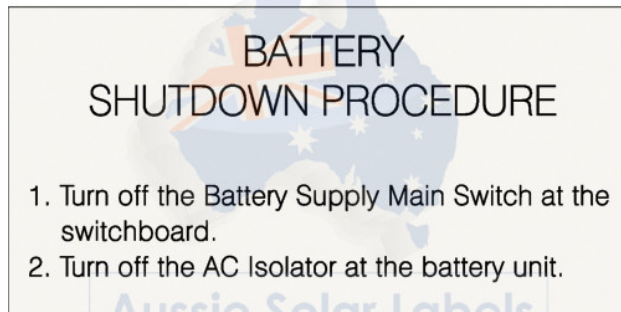 BATTERY
SHUTDOWN PROCEDURE
1. Turn off the Battery Supply Main Switch at the
switchboard.
2. Turn off the AC Isolator at the battery unit.
Aussie Solar Labels